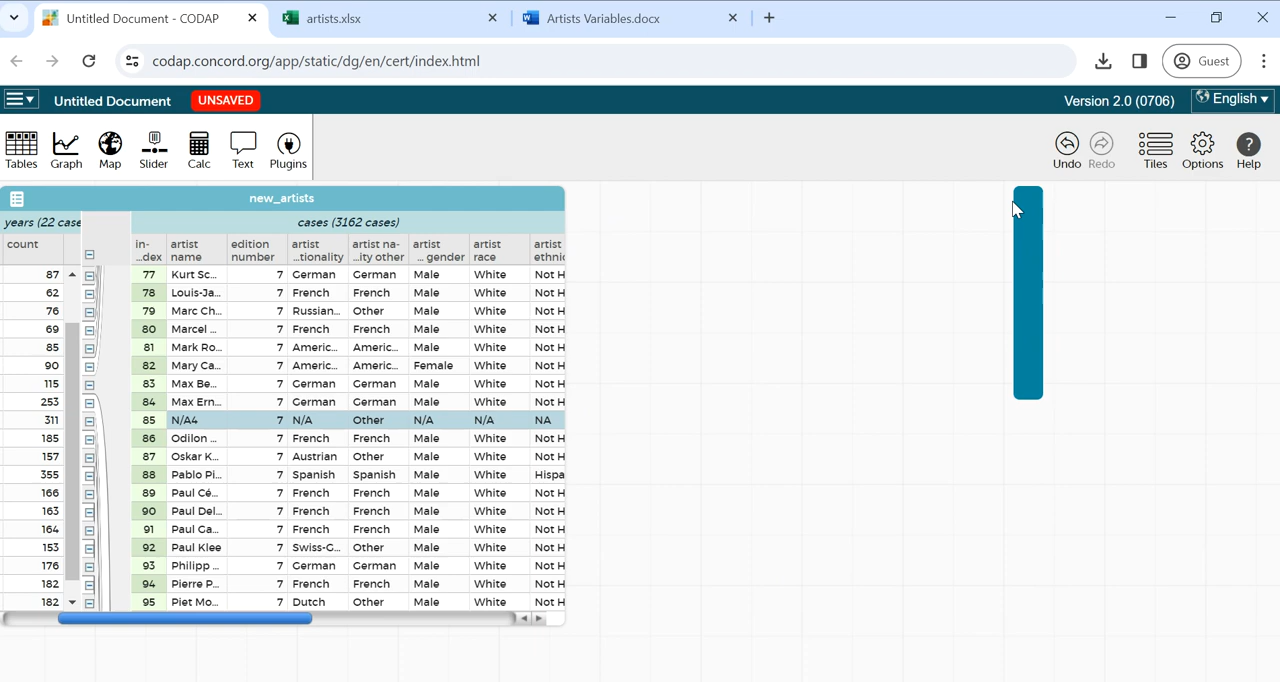 Untitled Document - CODAP
artists.xlsx
Artists Variables.docx
codap.concord.org/app/static/dg/en/cert/index.html
Guest
Untitled Document UNSAVED Version 2.0 (0706) English
Tables Graph Map Slider Calc Text Plugins Undo Redo Tiles Options Help
new_artists
years (22 case cases (3162 cases)
count in- ...dex artist name edition number artist ...tionality artist na- ...ity other artist ... gender artist race artist ethnic
87 77 Kurt Sc... 7 German German Male White Not H
62 78 Louis-Ja... 7 French French Male White Not H
76 79 Marc Ch... 7 Russian... Other Male White Not H
69 80 Marcel ... 7 French French Male White Not H
85 81 Mark Ro... 7 Americ... Americ... Male White Not H
90 82 Mary Ca... 7 Americ... Americ... Female White Not H
115 83 Max Be... 7 German German Male White Not H
253 84 Max Ern... 7 German German Male White Not H
311 85 N/A4 7 N/A Other N/A N/A NA
185 86 Odilon ... 7 French French Male White Not H
157 87 Oskar K... 7 Austrian Other Male White Not H
355 88 Pablo Pi... 7 Spanish Spanish Male White Hispa
166 89 Paul Cé... 7 French French Male White Not H
163 90 Paul Del... 7 French French Male White Not H
164 91 Paul Ga... 7 French French Male White Not H
153 92 Paul Klee 7 Swiss-G... Other Male White Not H
176 93 Philipp ... 7 German German Male White Not H
182 94 Pierre P... 7 French French Male White Not H
182 95 Piet Mo... 7 Dutch Other Male White Not H